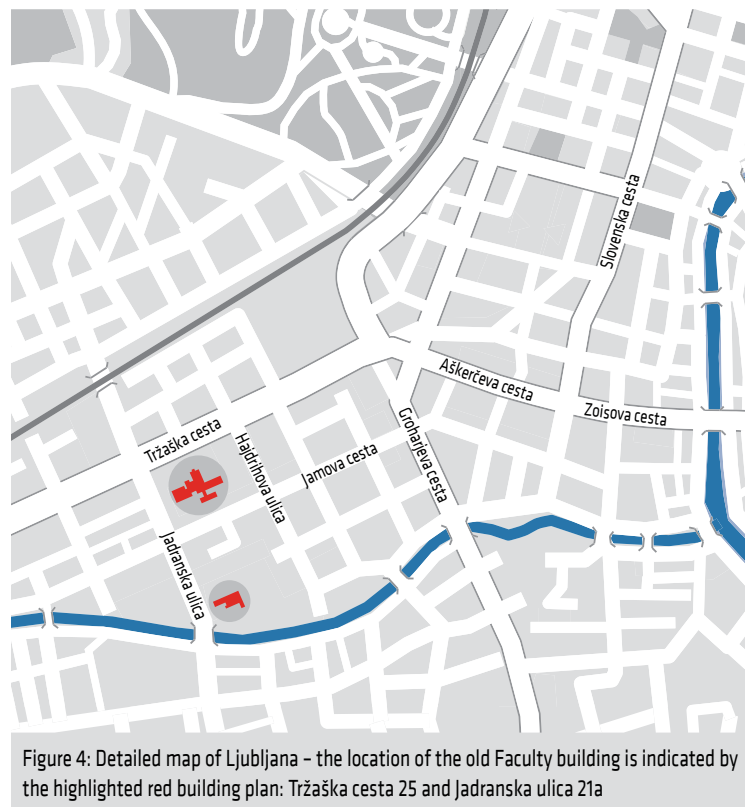 Slovenska cesta
Aškerčeva cesta
Zoisova cesta
Groharjeva cesta
Tržaška cesta
Hajdrihova ulica
Jamova cesta
Jadranska ulica
Figure 4: Detailed map of Ljubljana – the location of the old Faculty building is indicated by
the highlighted red building plan: Tržaška cesta 25 and Jadranska ulica 21a